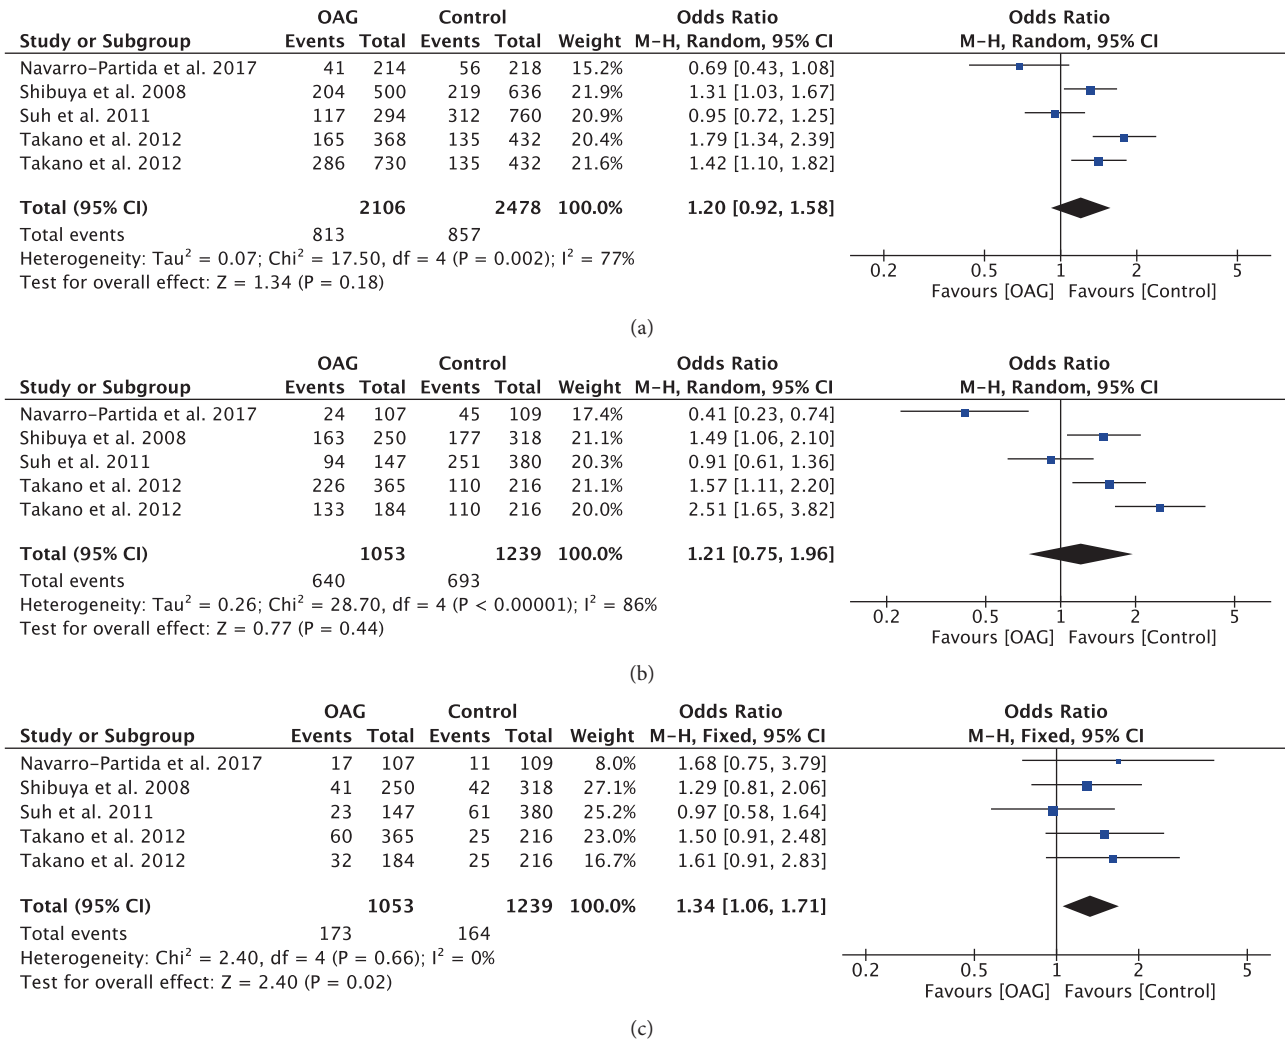 OAG Control Odds Ratio Odds Ratio
Study or Subgroup Events Total Events Total Weight M–H, Random, 95% CI M–H, Random, 95% CI
Navarro–Partida et al. 2017 41 214 56 218 15.2% 0.69 [0.43, 1.08]
Shibuya et al. 2008 204 500 219 636 21.9% 1.31 [1.03, 1.67]
Suh et al. 2011 117 294 312 760 20.9% 0.95 [0.72, 1.25]
Takano et al. 2012 165 368 135 432 20.4% 1.79 [1.34, 2.39]
Takano et al. 2012 286 730 135 432 21.6% 1.42 [1.10, 1.82]
Total (95% CI) 2106 2478 100.0% 1.20 [0.92, 1.58]
Total events 813 857
Heterogeneity: Tau² = 0.07; Chi² = 17.50, df = 4 (P = 0.002); I² = 77%
Test for overall effect: Z = 1.34 (P = 0.18)
0.2 0.5 1 2 5
Favours [OAG] Favours [Control]
(a)
OAG Control Odds Ratio Odds Ratio
Study or Subgroup Events Total Events Total Weight M–H, Random, 95% CI M–H, Random, 95% CI
Navarro–Partida et al. 2017 24 107 45 109 17.4% 0.41 [0.23, 0.74]
Shibuya et al. 2008 163 250 177 318 21.1% 1.49 [1.06, 2.10]
Suh et al. 2011 94 147 251 380 20.3% 0.91 [0.61, 1.36]
Takano et al. 2012 226 365 110 216 21.1% 1.57 [1.11, 2.20]
Takano et al. 2012 133 184 110 216 20.0% 2.51 [1.65, 3.82]
Total (95% CI) 1053 1239 100.0% 1.21 [0.75, 1.96]
Total events 640 693
Heterogeneity: Tau² = 0.26; Chi² = 28.70, df = 4 (P < 0.00001); I² = 86%
Test for overall effect: Z = 0.77 (P = 0.44)
0.2 0.5 1 2 5
Favours [OAG] Favours [Control]
(b)
OAG Control Odds Ratio Odds Ratio
Study or Subgroup Events Total Events Total Weight M–H, Fixed, 95% CI M–H, Fixed, 95% CI
Navarro–Partida et al. 2017 17 107 11 109 8.0% 1.68 [0.75, 3.79]
Shibuya et al. 2008 41 250 42 318 27.1% 1.29 [0.81, 2.06]
Suh et al. 2011 23 147 61 380 25.2% 0.97 [0.58, 1.64]
Takano et al. 2012 60 365 25 216 23.0% 1.50 [0.91, 2.48]
Takano et al. 2012 32 184 25 216 16.7% 1.61 [0.91, 2.83]
Total (95% CI) 1053 1239 100.0% 1.34 [1.06, 1.71]
Total events 173 164
Heterogeneity: Chi² = 2.40, df = 4 (P = 0.66); I² = 0%
Test for overall effect: Z = 2.40 (P = 0.02)
0.2 0.5 1 2 5
Favours [OAG] Favours [Control]
(c)